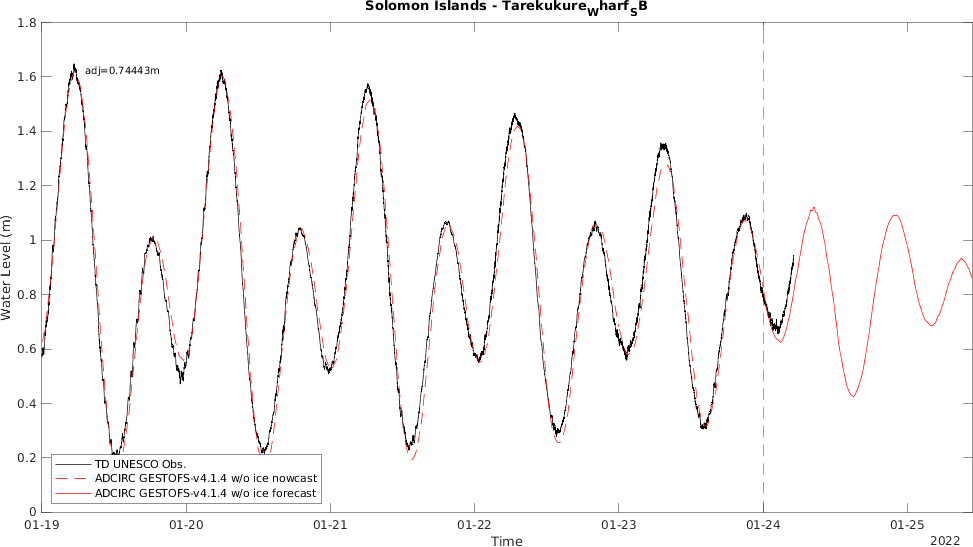 Solomon Islands - TarekukureWharfSB
adj=0.74443m
Water Level (m)
1.8
1.6
1.4
1.2
1
0.8
0.6
0.4
0.2
0
TD UNESCO Obs.
ADCIRC GESTOFS-v4.1.4 w/o ice nowcast
ADCIRC GESTOFS-v4.1.4 w/o ice forecast
01-19 01-20 01-21 01-22 01-23 01-24 01-25
Time
2022